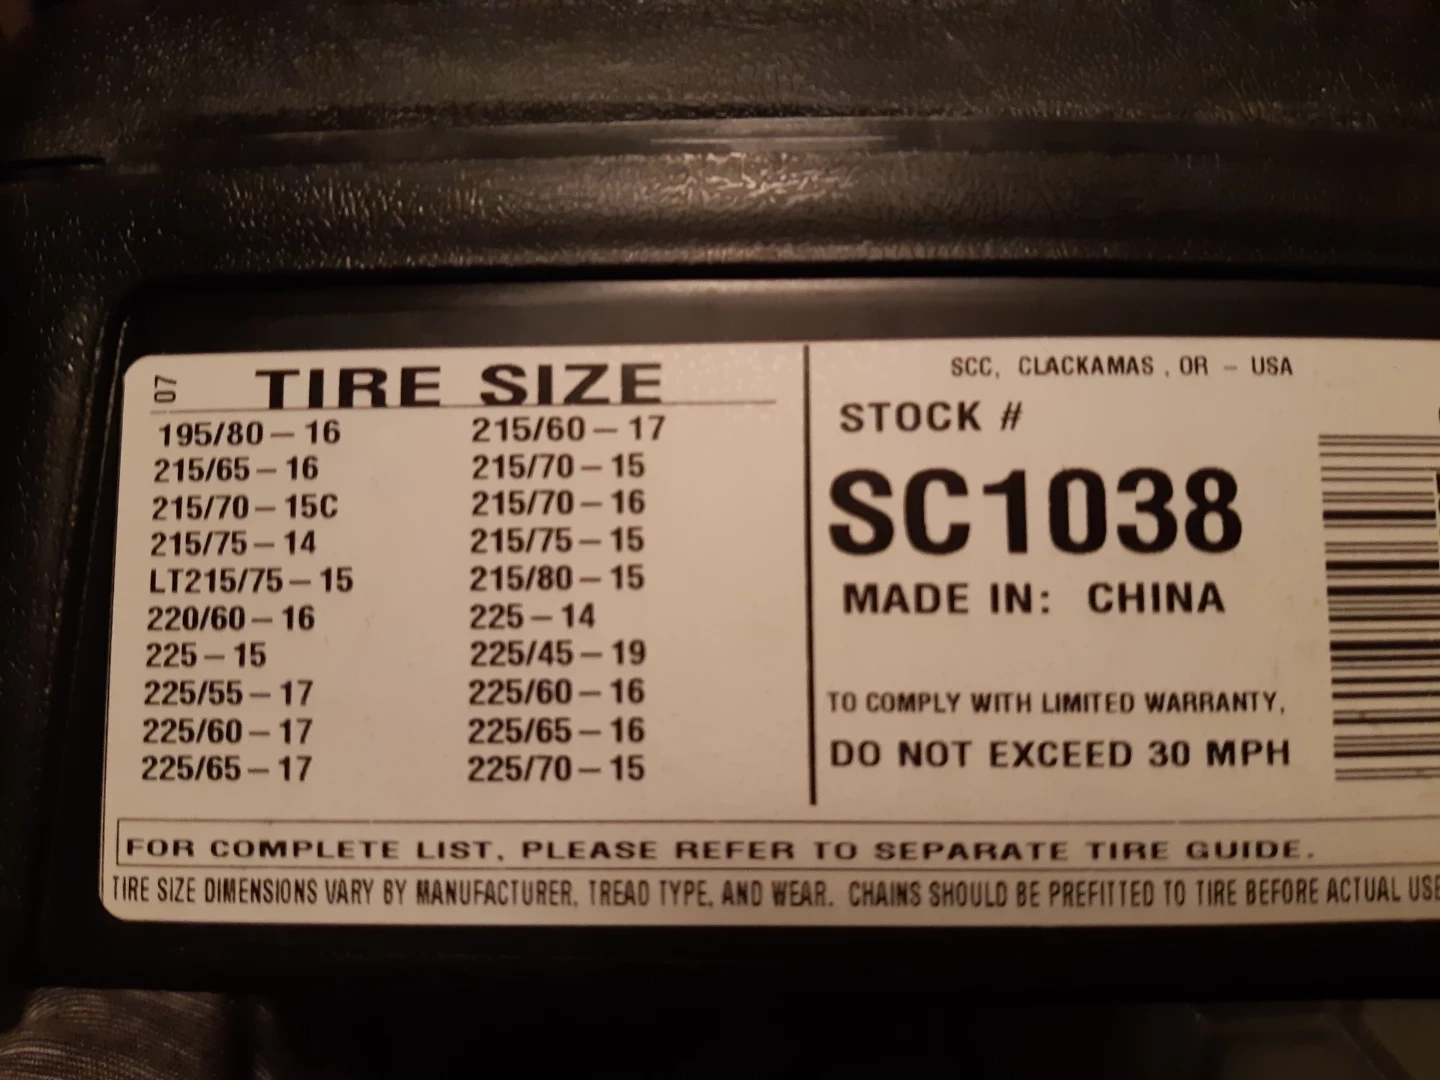 07
TIRE SIZE
195/80 – 16
215/65 – 16
215/70 – 15C
215/75 – 14
LT215/75 – 15
220/60 – 16
225 – 15
225/55 – 17
225/60 – 17
225/65 – 17
215/60 – 17
215/70 – 15
215/70 – 16
215/75 – 15
215/80 – 15
225 – 14
225/45 – 19
225/60 – 16
225/65 – 16
225/70 – 15
SCC, CLACKAMAS , OR – USA
STOCK #
SC1038
MADE IN: CHINA
TO COMPLY WITH LIMITED WARRANTY,
DO NOT EXCEED 30 MPH
FOR COMPLETE LIST, PLEASE REFER TO SEPARATE TIRE GUIDE.
TIRE SIZE DIMENSIONS VARY BY MANUFACTURER, TREAD TYPE, AND WEAR. CHAINS SHOULD BE PREFITTED TO TIRE BEFORE ACTUAL USE